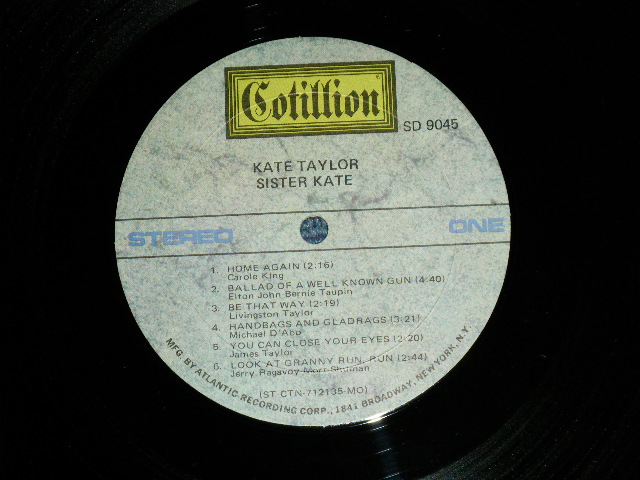 Cotillion
SD 9045
KATE TAYLOR
SISTER KATE
STEREO
ONE
1. HOME AGAIN (2:16)
Carole King
2. BALLAD OF A WELL KNOWN GUN (4:40)
Elton John Bernie Taupin
3. BE THAT WAY (2:19)
Livingston Taylor
4. HANDBAGS AND GLADRAGS (3:21)
Michael D'Abo
5. YOU CAN CLOSE YOUR EYES (2:20)
James Taylor
6. LOOK AT GRANNY RUN, RUN (2:44)
Jerry Ragavoy Mort Shuman
(ST CTN-712135-MO)
MFG. BY ATLANTIC RECORDING CORP., 1841 BROADWAY, NEW YORK, N.Y.